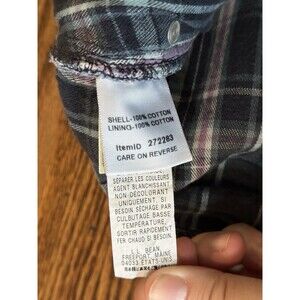 SHELL-100% COTTON
LINING-100% COTTON
ItemID 272283
CARE ON REVERSE
SÉPARER LES COULEURS
AGENT BLANCHISSANT
NON-DÉCOLORANT
UNIQUEMENT, SI
BESOIN. SÉCHAGE PAR
CULBUTAGE BASSE
TEMPÉRATURE,
SORTIR RAPIDEMENT
FER CHAUD SI BESOIN.
L.L. BEAN
FREEPORT, MAINE
04033 ÉTATS-UNIS